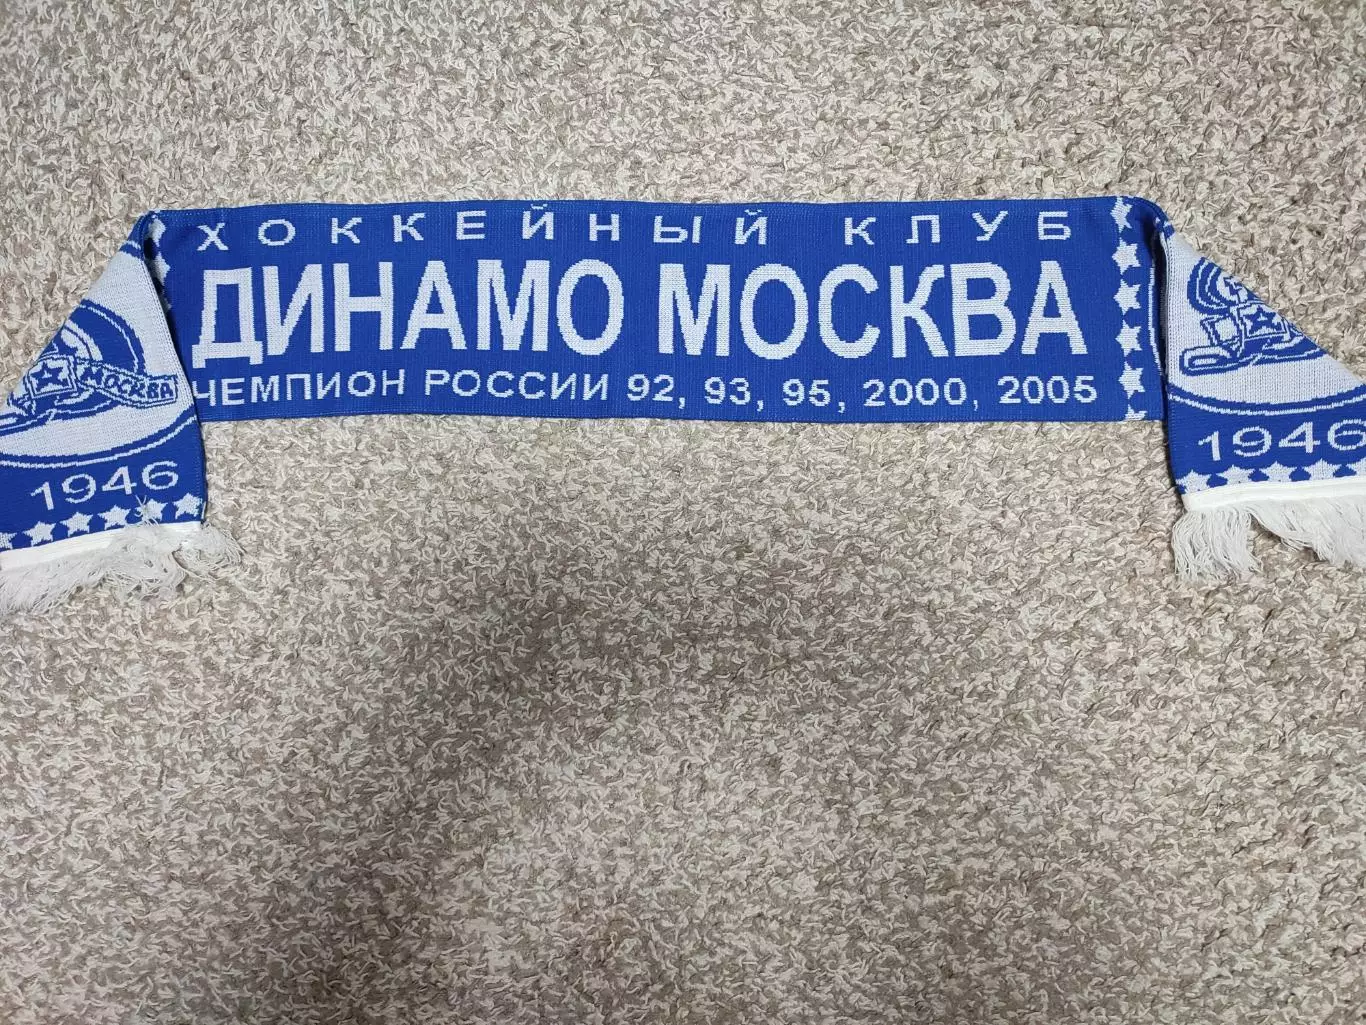 ХОККЕЙНЫЙ КЛУБ
ДИНАМО МОСКВА
ЧЕМПИОН РОССИИ 92, 93, 95, 2000, 2005
МОСКВА
1946
1946